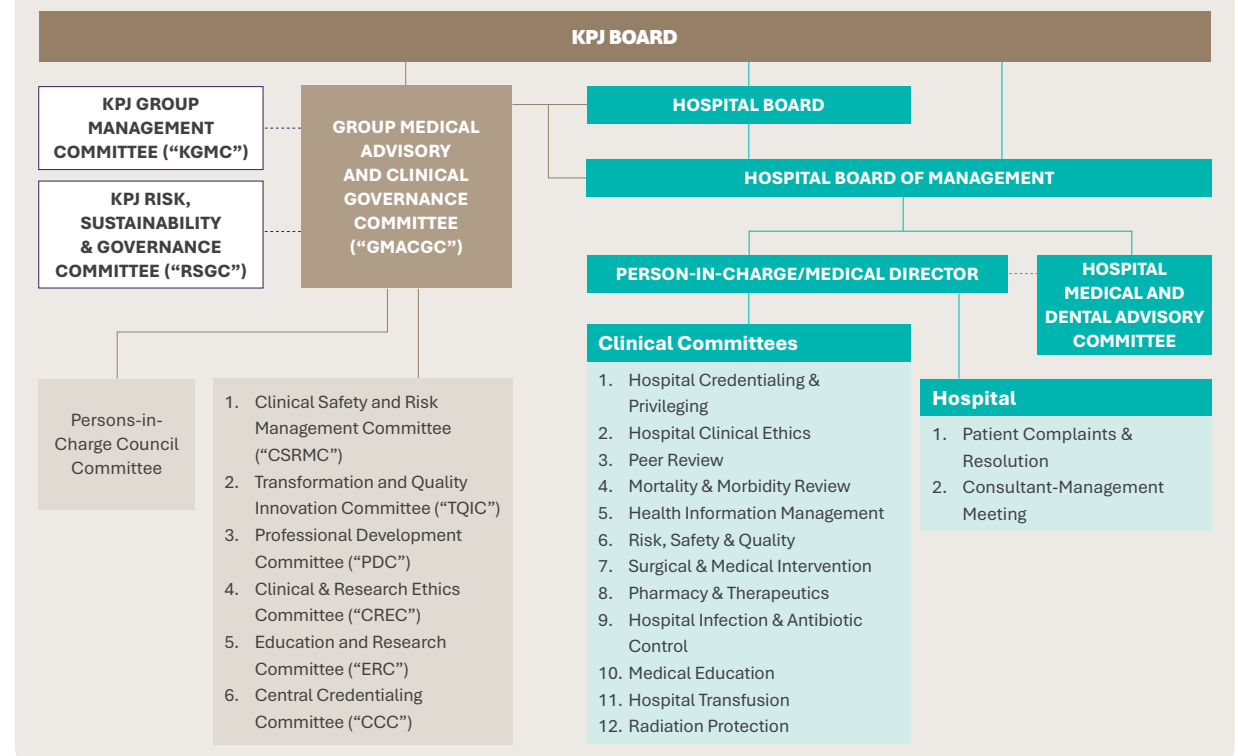 KPJ BOARD
KPJ GROUP
MANAGEMENT
COMMITTEE (“KGMC”)
KPJ RISK,
SUSTAINABILITY
& GOVERNANCE
COMMITTEE (“RSGC”)
GROUP MEDICAL
ADVISORY
AND CLINICAL
GOVERNANCE
COMMITTEE
(“GMACGC”)
HOSPITAL BOARD
HOSPITAL BOARD OF MANAGEMENT
PERSON-IN-CHARGE/MEDICAL DIRECTOR
HOSPITAL
MEDICAL AND
DENTAL ADVISORY
COMMITTEE
Persons-in-
Charge Council
Committee
1. Clinical Safety and Risk
Management Committee
(“CSRMC”)
2. Transformation and Quality
Innovation Committee (“TQIC”)
3. Professional Development
Committee (“PDC”)
4. Clinical & Research Ethics
Committee (“CREC”)
5. Education and Research
Committee (“ERC”)
6. Central Credentialing
Committee (“CCC”)
Clinical Committees
1. Hospital Credentialing &
Privileging
2. Hospital Clinical Ethics
3. Peer Review
4. Mortality & Morbidity Review
5. Health Information Management
6. Risk, Safety & Quality
7. Surgical & Medical Intervention
8. Pharmacy & Therapeutics
9. Hospital Infection & Antibiotic
Control
10. Medical Education
11. Hospital Transfusion
12. Radiation Protection
Hospital
1. Patient Complaints &
Resolution
2. Consultant-Management
Meeting